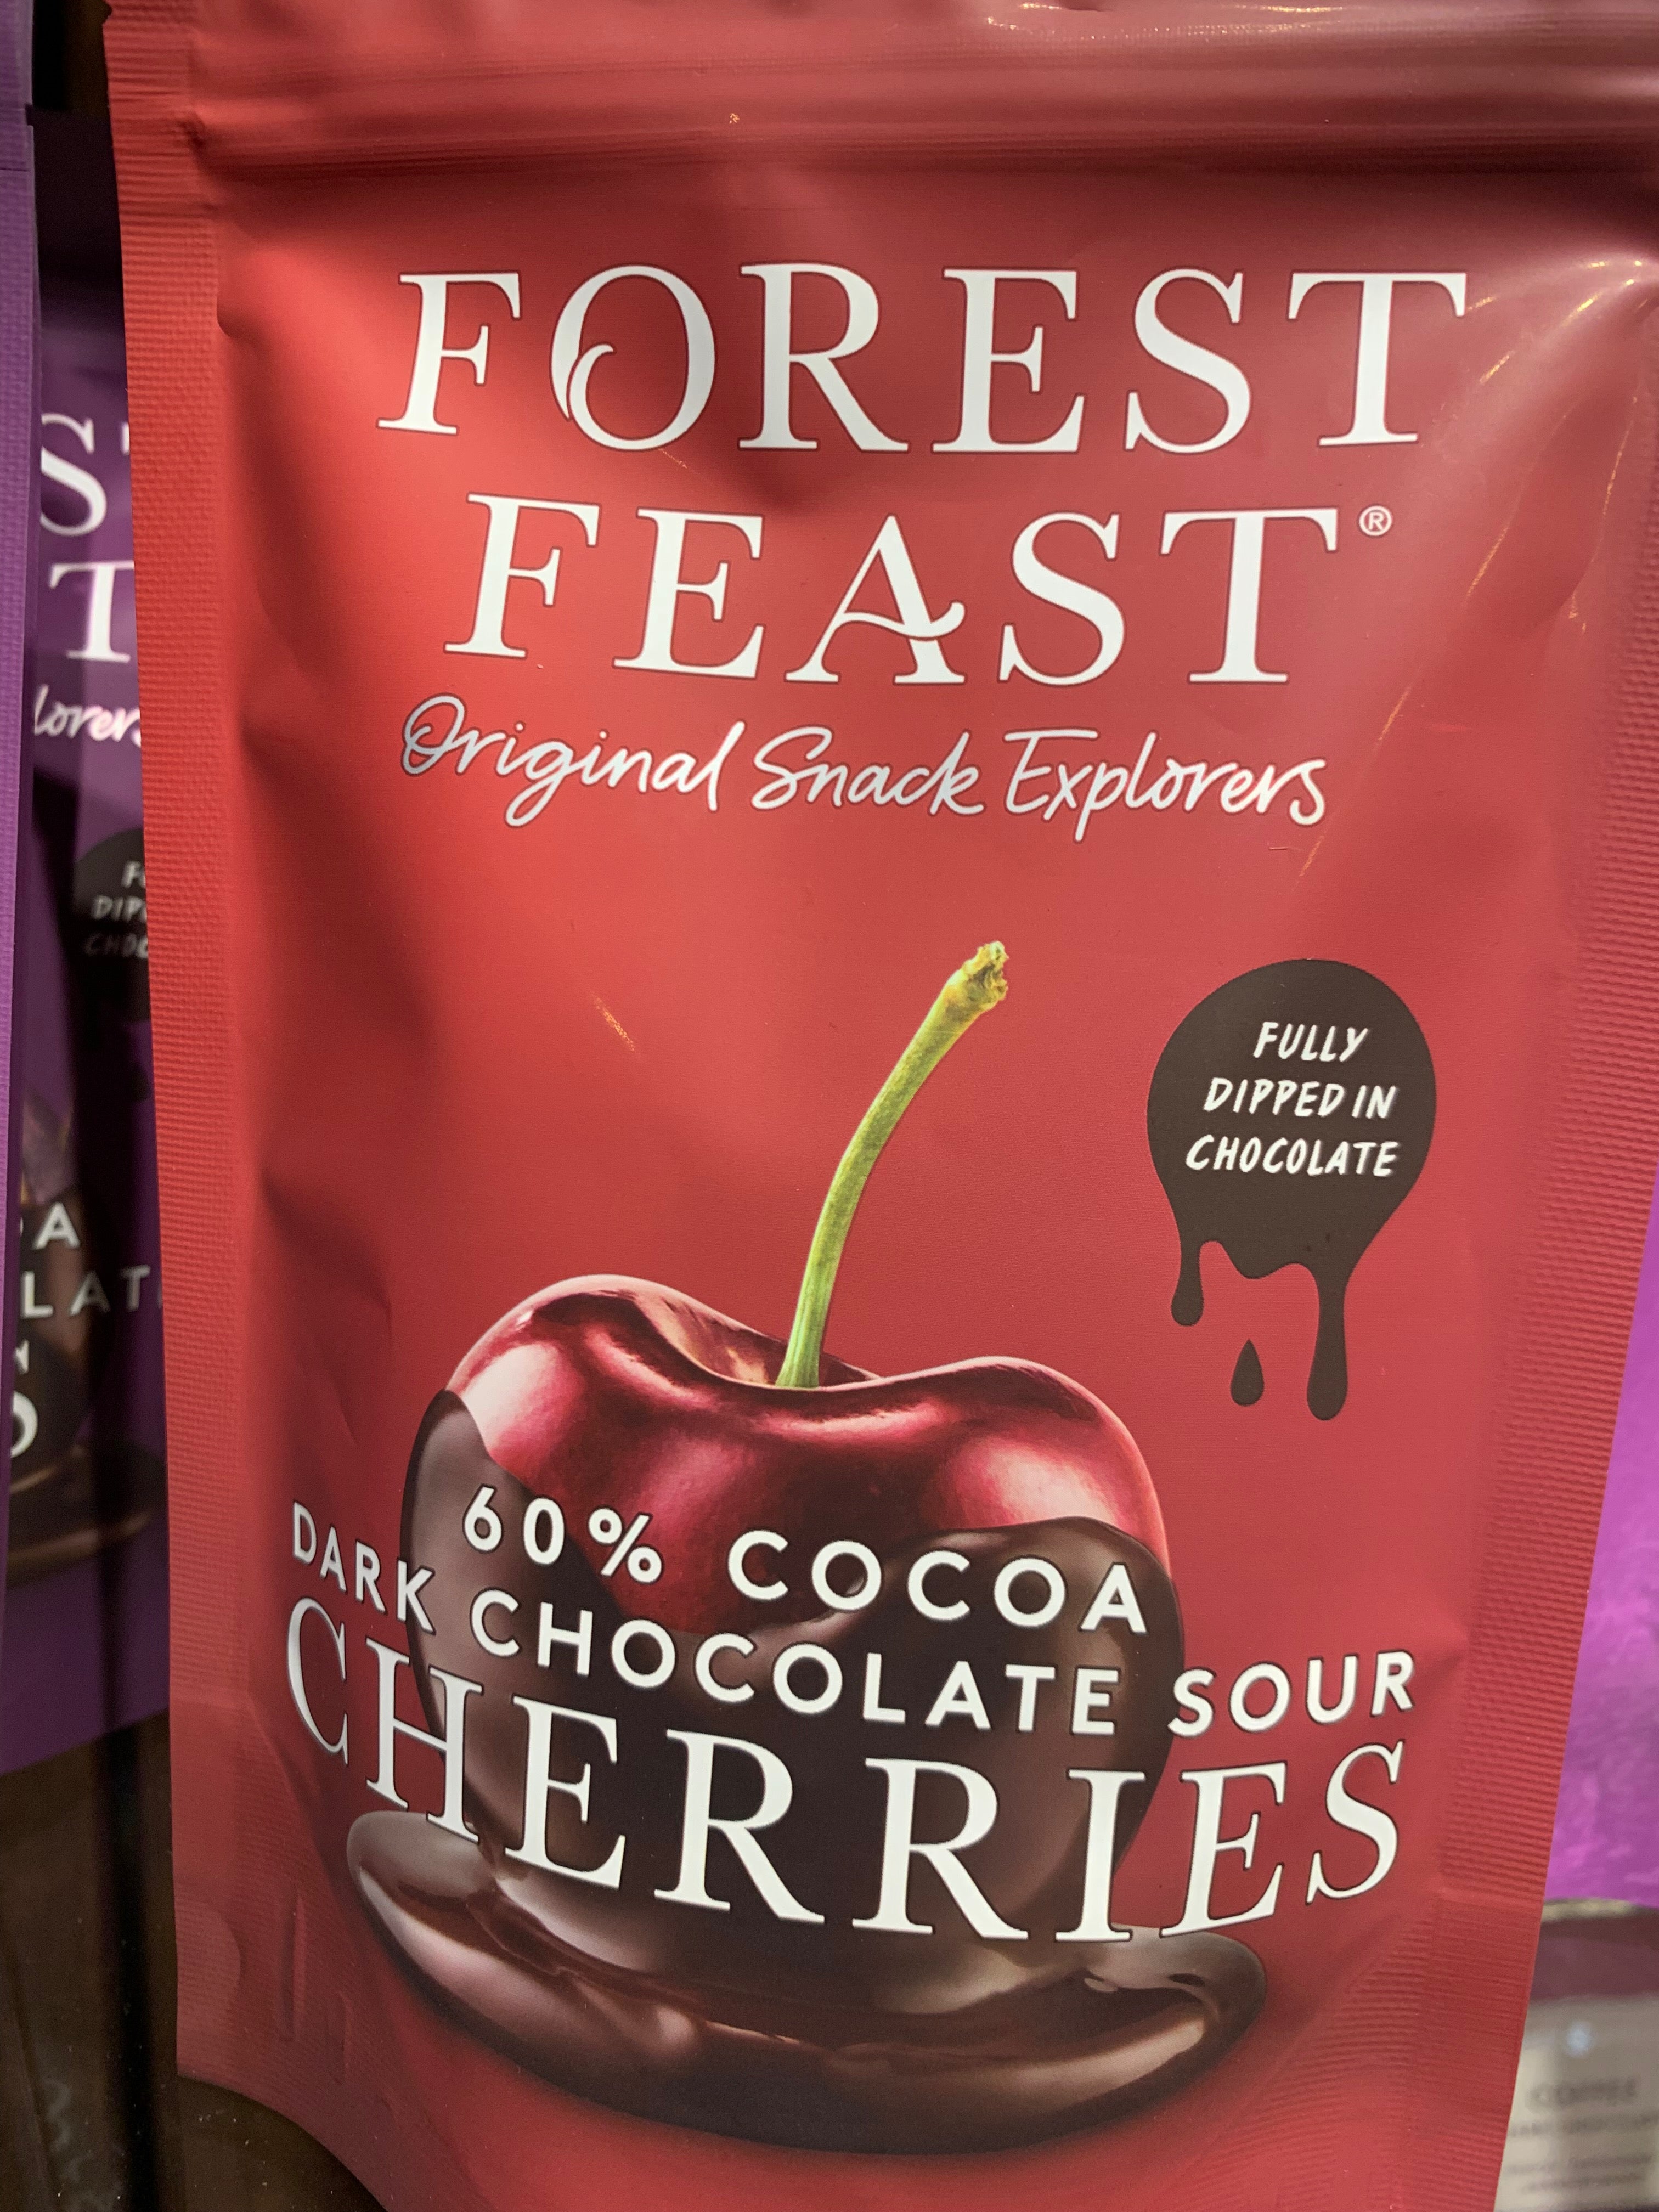 FOREST
FEAST®
Original Snack Explorers
FULLY
DIPPED IN
CHOCOLATE
60% COCOA
DARK CHOCOLATE SOUR
CHERRIES